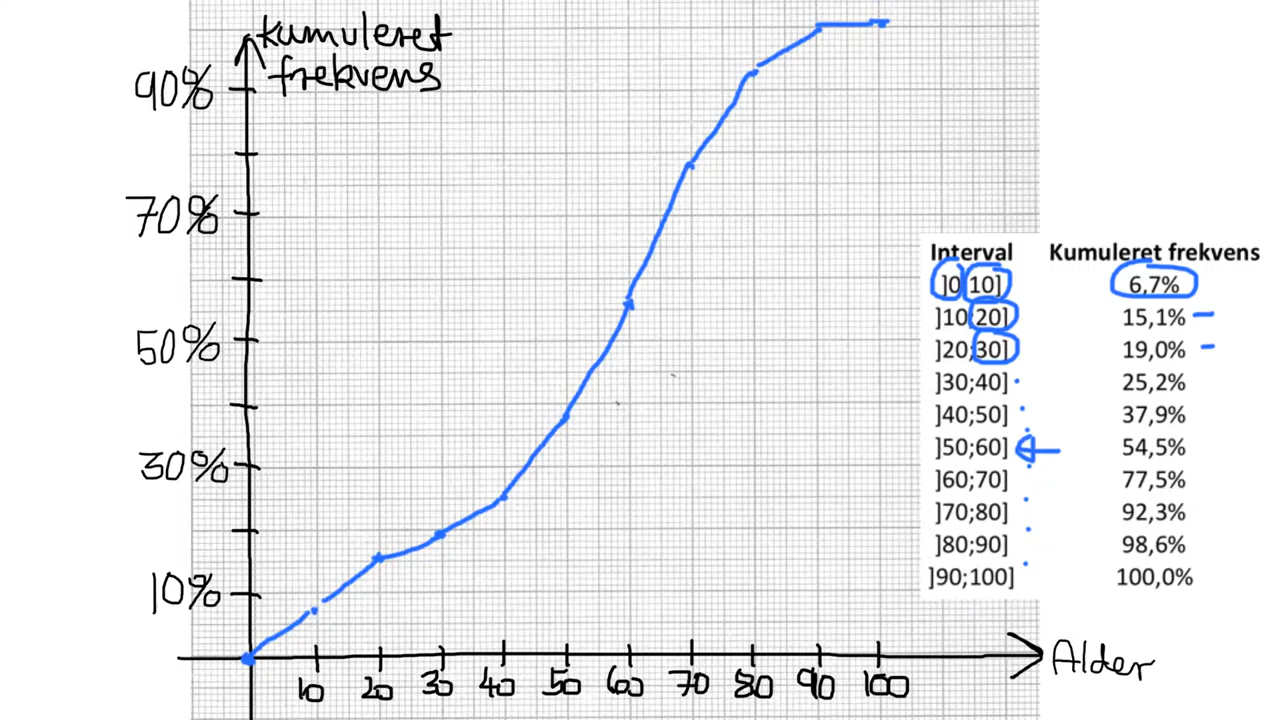 kumuleret
frekvens
90%
70%
50%
30%
10%
10 20 30 40 50 60 70 80 90 100
Alder
Interval Kumuleret frekvens
]0 10] 6,7%
]10;20] 15,1%
]20;30] 19,0%
]30;40] 25,2%
]40;50] 37,9%
]50;60] 54,5%
]60;70] 77,5%
]70;80] 92,3%
]80;90] 98,6%
]90;100] 100,0%